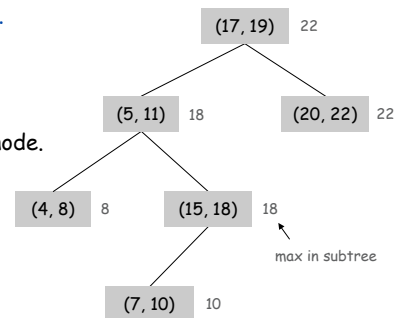 .
(17, 19) 22
(5, 11) 18 (20, 22) 22
ode.
(4, 8) 8 (15, 18) 18
max in subtree
(7, 10) 10